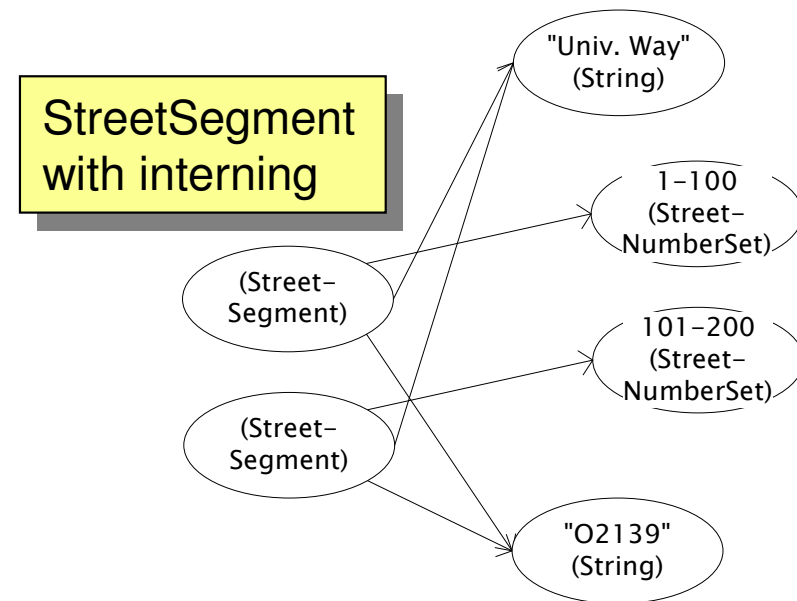 StreetSegment
with interning
"Univ. Way"
(String)
1-100
(Street-
NumberSet)
(Street-
Segment)
101-200
(Street-
NumberSet)
(Street-
Segment)
"O2139"
(String)